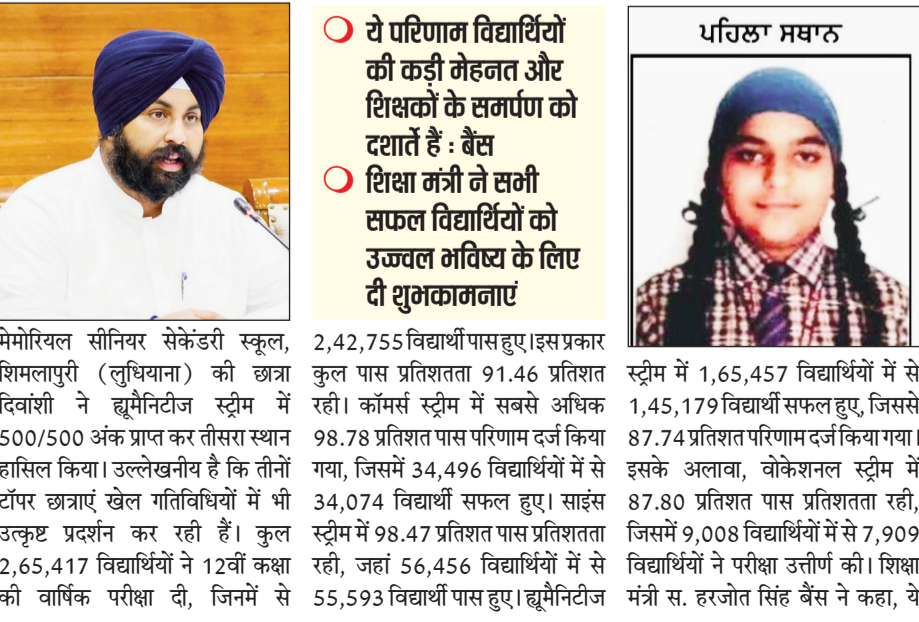 ये परिणाम विद्यार्थियों
की कड़ी मेहनत और
शिक्षकों के समर्पण को
दशार्ते हैं : बैंस
शिक्षा मंत्री ने सभी
सफल विद्यार्थियों को
उज्ज्वल भविष्य के लिए
दी शुभकामनाएं
ਪਹਿਲਾ ਸਥਾਨ
मेमोरियल सीनियर सेकेंडरी स्कूल,
शिमलापुरी (लुधियाना) की छात्रा
दिवांशी ने ह्यूमैनिटीज स्ट्रीम में
500/500 अंक प्राप्त कर तीसरा स्थान
हासिल किया। उल्लेखनीय है कि तीनों
टॉपर छात्राएं खेल गतिविधियों में भी
उत्कृष्ट प्रदर्शन कर रही हैं। कुल
2,65,417 विद्यार्थियों ने 12वीं कक्षा
की वार्षिक परीक्षा दी, जिनमें से
2,42,755 विद्यार्थी पास हुए।इस प्रकार
कुल पास प्रतिशतता 91.46 प्रतिशत
रही। कॉमर्स स्ट्रीम में सबसे अधिक
98.78 प्रतिशत पास परिणाम दर्ज किया
गया, जिसमें 34,496 विद्यार्थियों में से
34,074 विद्यार्थी सफल हुए। साइंस
स्ट्रीम में 98.47 प्रतिशत पास प्रतिशतता
रही, जहां 56,456 विद्यार्थियों में से
55,593 विद्यार्थी पास हुए। ह्यूमैनिटीज
स्ट्रीम में 1,65,457 विद्यार्थियों में से
1,45,179 विद्यार्थी सफल हुए, जिससे
87.74 प्रतिशत परिणाम दर्ज किया गया।
इसके अलावा, वोकेशनल स्ट्रीम में
87.80 प्रतिशत पास प्रतिशतता रही,
जिसमें 9,008 विद्यार्थियों में से 7,909
विद्यार्थियों ने परीक्षा उत्तीर्ण की। शिक्षा
मंत्री स. हरजोत सिंह बैंस ने कहा, ये